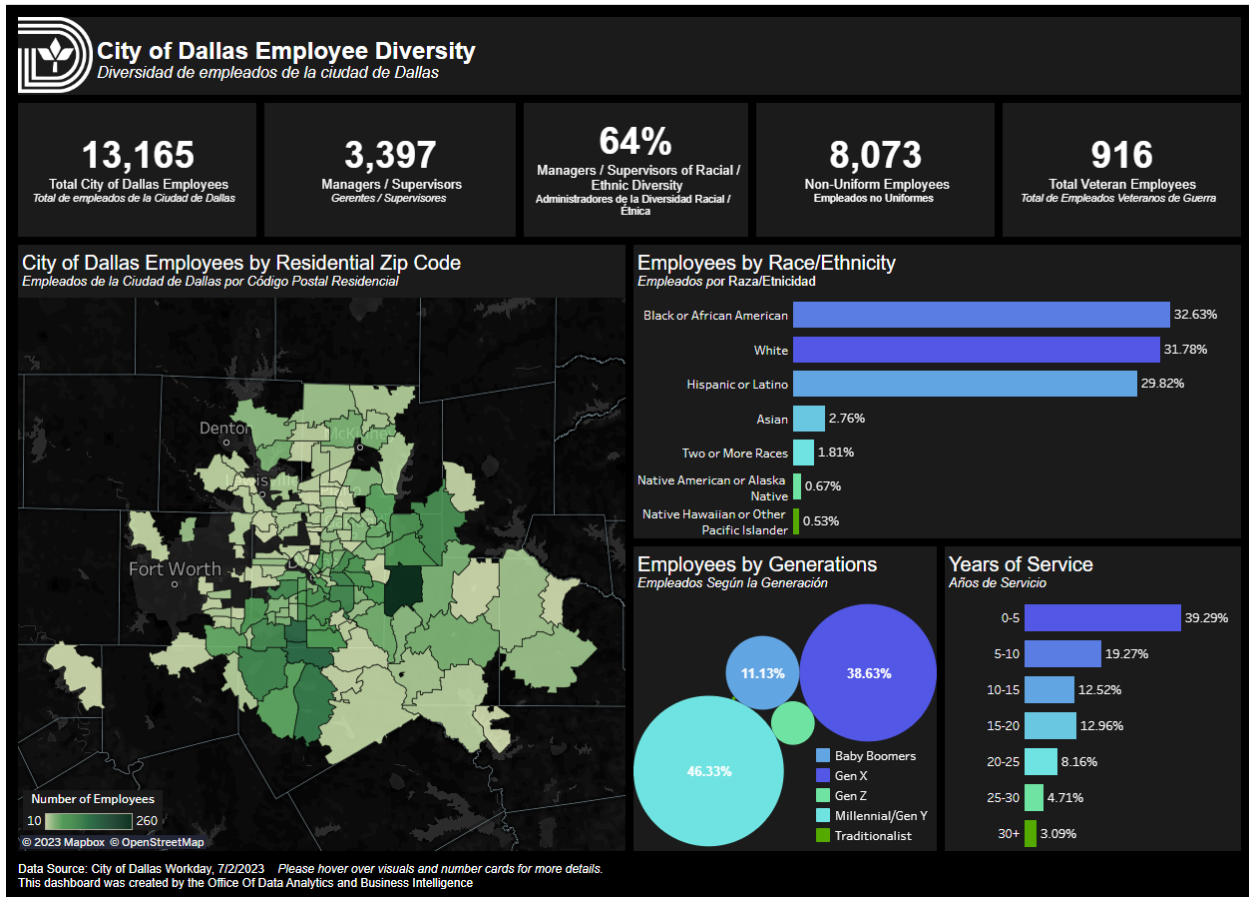 City of Dallas Employee Diversity
Diversidad de empleados de la ciudad de Dallas
13,165
Total City of Dallas Employees
Total de empleados de la Ciudad de Dallas
3,397
Managers / Supervisors
Gerentes / Supervisores
64%
Managers / Supervisors of Racial /
Ethnic Diversity
Administradores de la Diversidad Racial /
Étnica
8,073
Non-Uniform Employees
Empleados no Uniformes
916
Total Veteran Employees
Total de Empleados Veteranos de Guerra
City of Dallas Employees by Residential Zip Code
Empleados de la Ciudad de Dallas por Código Postal Residencial
Denton
McKinney
Lewisville
Plano
Fort Worth
Number of Employees
10 260
© 2023 Mapbox © OpenStreetMap
Employees by Race/Ethnicity
Empleados por Raza/Etnicidad
Black or African American 32.63%
White 31.78%
Hispanic or Latino 29.82%
Asian 2.76%
Two or More Races 1.81%
Native American or Alaska
Native 0.67%
Native Hawaiian or Other
Pacific Islander 0.53%
Employees by Generations
Empleados Según la Generación
11.13%
38.63%
46.33%
Baby Boomers
Gen X
Gen Z
Millennial/Gen Y
Traditionalist
Years of Service
Años de Servicio
0-5 39.29%
5-10 19.27%
10-15 12.52%
15-20 12.96%
20-25 8.16%
25-30 4.71%
30+ 3.09%
Data Source: City of Dallas Workday, 7/2/2023 Please hover over visuals and number cards for more details.
This dashboard was created by the Office Of Data Analytics and Business Intelligence